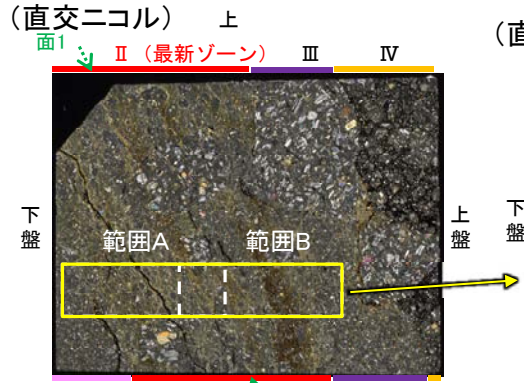 (直交ニコル) 上
(直
面1
Ⅱ (最新ゾーン) Ⅲ Ⅳ
下盤
上盤
下盤
範囲A 範囲B